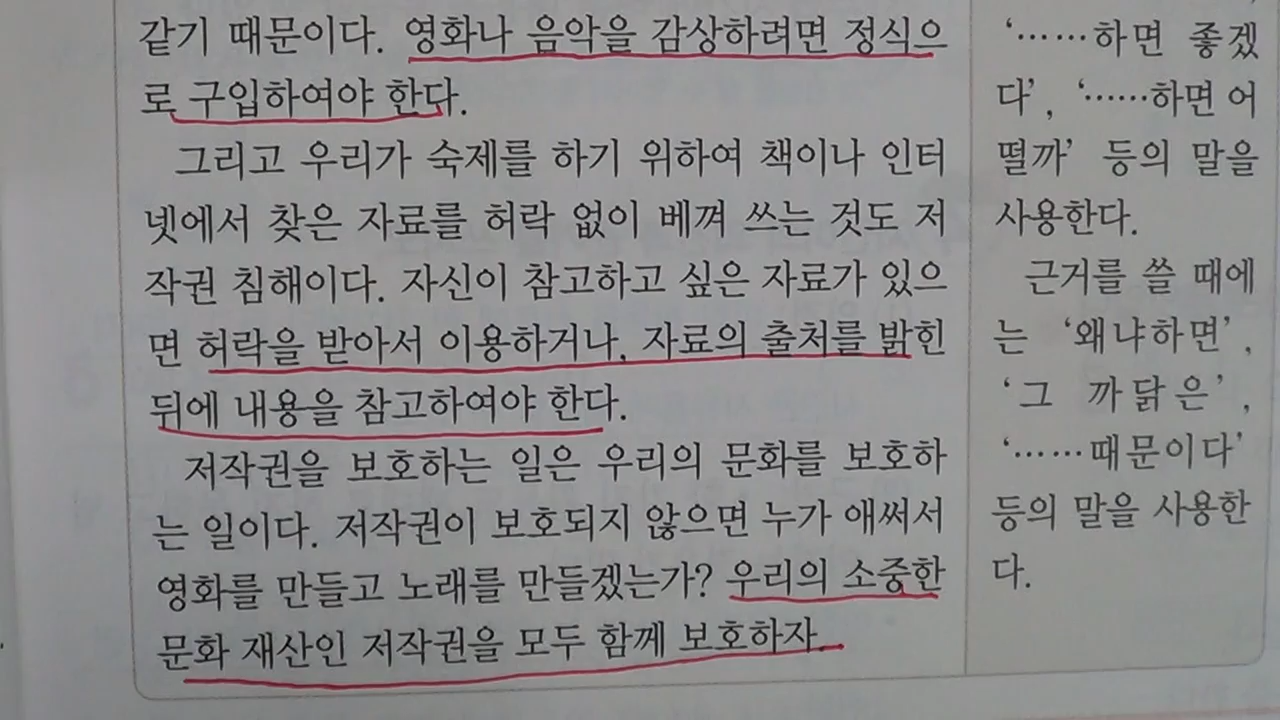 같기 때문이다. 영화나 음악을 감상하려면 정식으
로 구입하여야 한다.
그리고 우리가 숙제를 하기 위하여 책이나 인터
넷에서 찾은 자료를 허락 없이 베껴 쓰는 것도 저
작권 침해이다. 자신이 참고하고 싶은 자료가 있으
면 허락을 받아서 이용하거나, 자료의 출처를 밝힌
뒤에 내용을 참고하여야 한다.
저작권을 보호하는 일은 우리의 문화를 보호하
는 일이다. 저작권이 보호되지 않으면 누가 애써서
영화를 만들고 노래를 만들겠는가? 우리의 소중한
문화 재산인 저작권을 모두 함께 보호하자.
‘……하면 좋겠
다’, ‘……하면 어
떨까’ 등의 말을
사용한다.
근거를 쓸 때에
는 ‘왜냐하면’,
‘그 까닭은’,
‘……때문이다’
등의 말을 사용한
다.